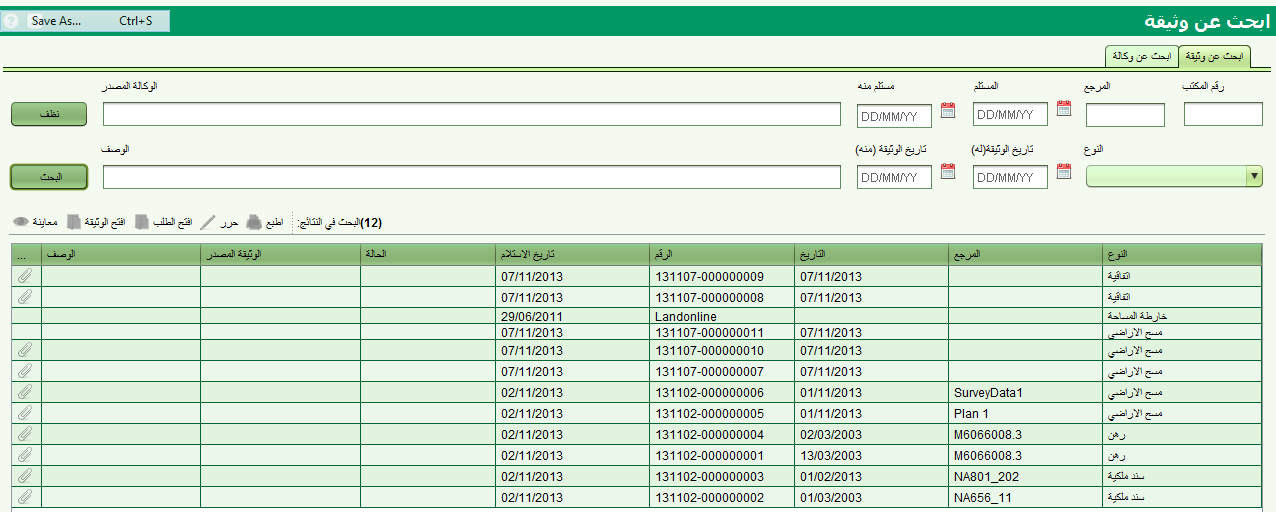 ? Save As... Ctrl+S
ابحث عن وثيقة
ابحث عن وثيقة ابحث عن وكالة
رقم المكتب المرجع المستلم مستلم منه الوكالة المصدر
DD/MM/YY DD/MM/YY نظف
النوع تاريخ الوثيقة(له) تاريخ الوثيقة (منه) الوصف
DD/MM/YY DD/MM/YY البحث
البحث في النتائج: (12) اطبع حرر افتح الطلب افتح الوثيقة معاينة
النوع المرجع التاريخ الرقم تاريخ الاستلام الحالة الوثيقة المصدر الوصف ...
اتفاقية 07/11/2013 131107-000000009 07/11/2013
اتفاقية 07/11/2013 131107-000000008 07/11/2013
خارطة المساحة Landonline 29/06/2011
مسح الاراضي 07/11/2013 131107-000000011 07/11/2013
مسح الاراضي 07/11/2013 131107-000000010 07/11/2013
مسح الاراضي 07/11/2013 131107-000000007 07/11/2013
مسح الاراضي SurveyData1 01/11/2013 131102-000000006 02/11/2013
مسح الاراضي Plan 1 01/11/2013 131102-000000005 02/11/2013
رهن M6066008.3 02/03/2003 131102-000000004 02/11/2013
رهن M6066008.3 13/03/2003 131102-000000001 02/11/2013
سند ملكية NA801_202 01/02/2013 131102-000000003 02/11/2013
سند ملكية NA656_11 01/03/2003 131102-000000002 02/11/2013